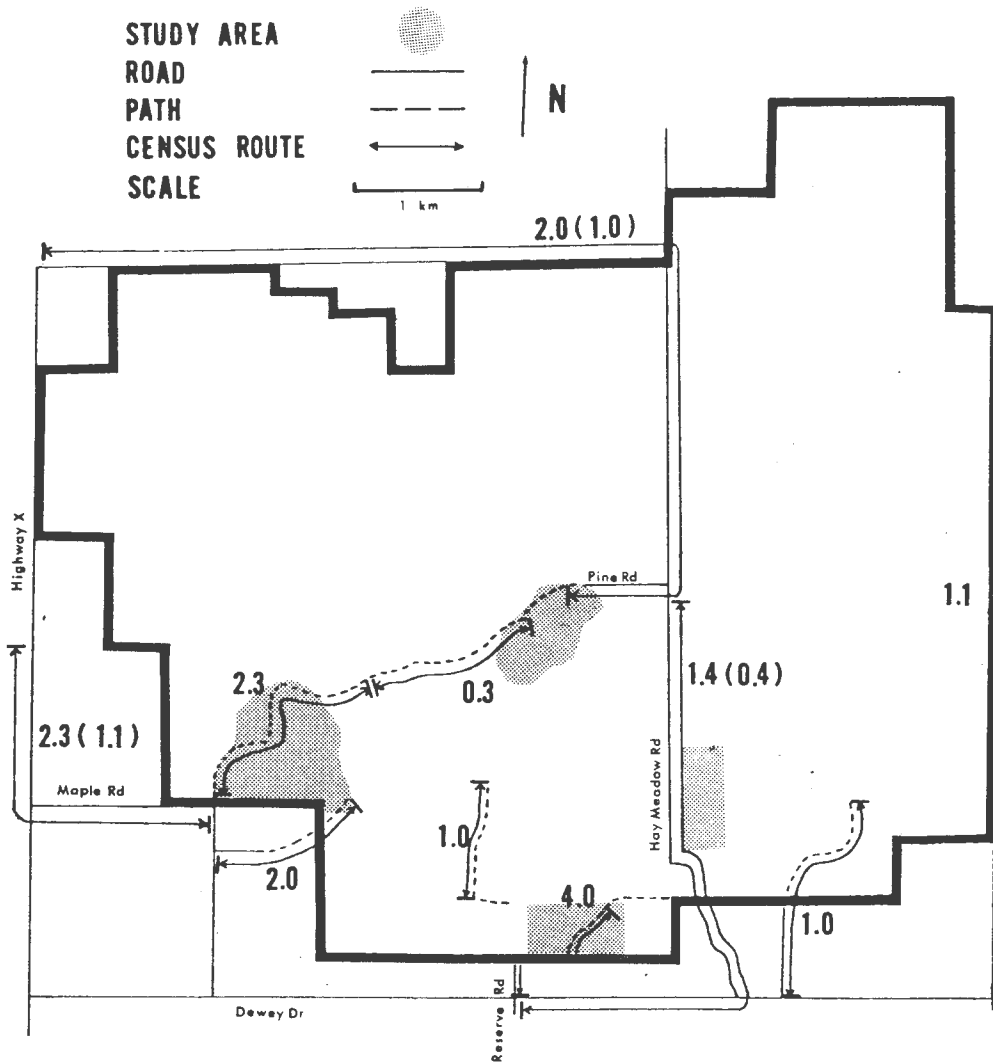 STUDY AREA
ROAD
PATH
CENSUS ROUTE
SCALE
1 km
N
2.0(1.0)
Highway X
Pine Rd
1.1
2.3
0.3
1.4(0.4)
2.3(1.1)
Maple Rd
Hay Meadow Rd
1.0
2.0
4.0
1.0
Reserve Rd
Dewey Dr